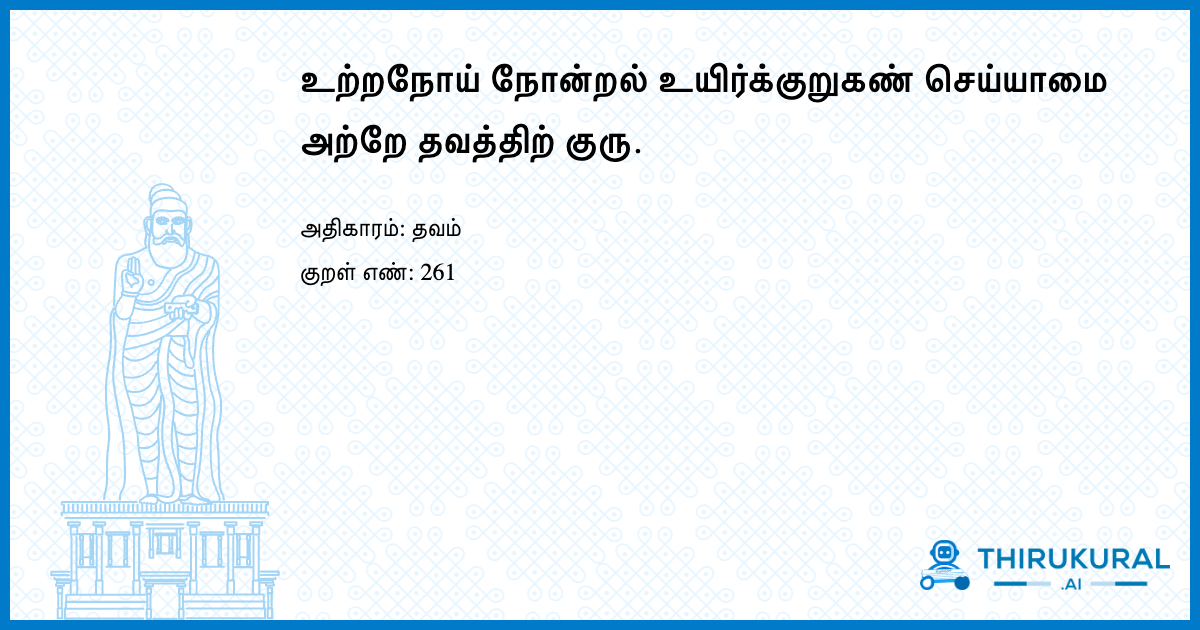 உற்றநோய் நோன்றல் உயிர்க்குறுகண் செய்யாமை
அற்றே தவத்திற் குரு.
அதிகாரம்: தவம்
குறள் எண்: 261
THIRUKURAL
.AI